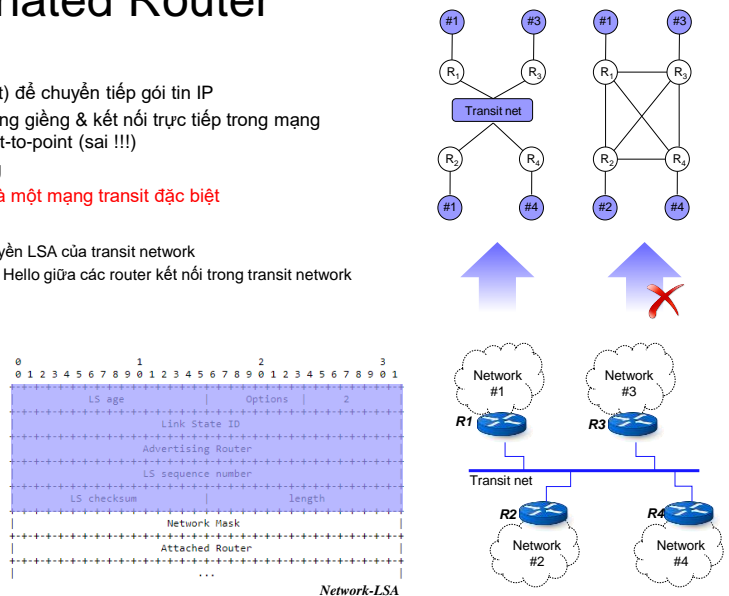 nated Router
t) để chuyển tiếp gói tin IP
ng giềng & kết nối trực tiếp trong mạng
t-to-point (sai !!!)
à một mạng transit đặc biệt
yền LSA của transit network
Hello giữa các router kết nối trong transit network
#1 #3 #1 #3
R1 R3 R1 R3
Transit net
R2 R4 R2 R4
#1 #4 #2 #4
0 1 2 3
0 1 2 3 4 5 6 7 8 9 0 1 2 3 4 5 6 7 8 9 0 1 2 3 4 5 6 7 8 9 0 1
LS age | Options | 2
Link State ID
Advertising Router
LS sequence number
LS checksum | length
Network Mask
Attached Router
...
Network-LSA
Network #1
Network #3
R1
R3
Transit net
R2
R4
Network #2
Network #4